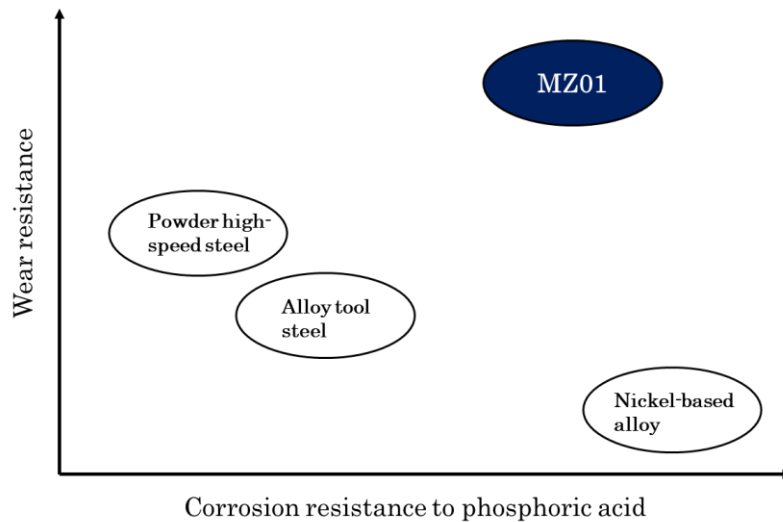 MZ01
Powder high-
speed steel
Alloy tool
steel
Nickel-based
alloy
Wear resistance
Corrosion resistance to phosphoric acid